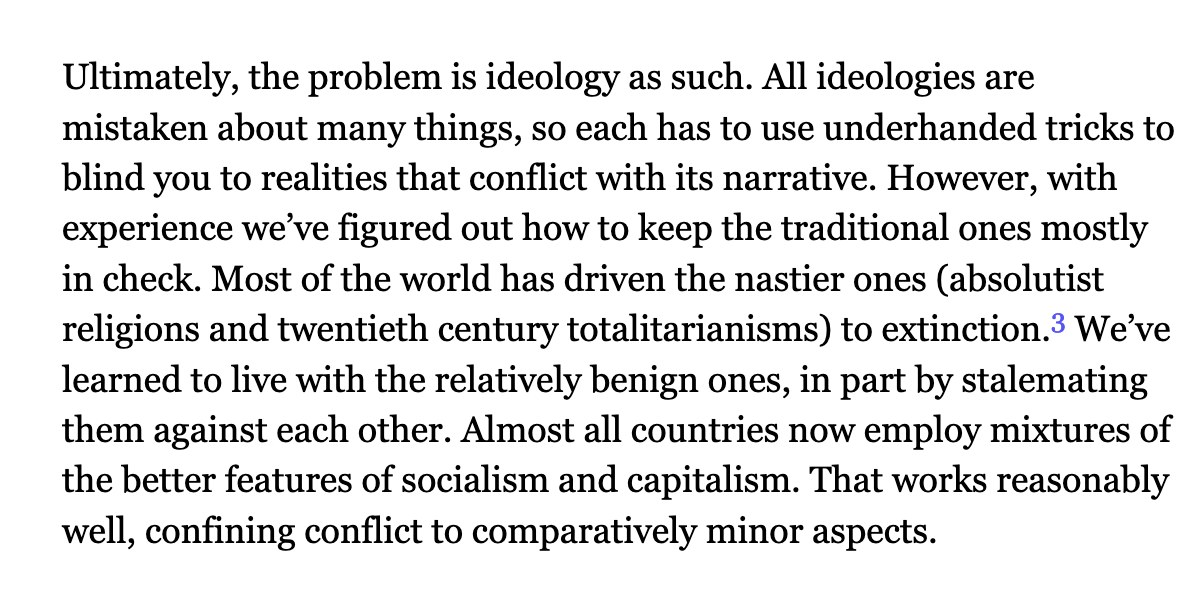 Ultimately, the problem is ideology as such. All ideologies are
mistaken about many things, so each has to use underhanded tricks to
blind you to realities that conflict with its narrative. However, with
experience we’ve figured out how to keep the traditional ones mostly
in check. Most of the world has driven the nastier ones (absolutist
religions and twentieth century totalitarianisms) to extinction.3 We’ve
learned to live with the relatively benign ones, in part by stalemating
them against each other. Almost all countries now employ mixtures of
the better features of socialism and capitalism. That works reasonably
well, confining conflict to comparatively minor aspects.